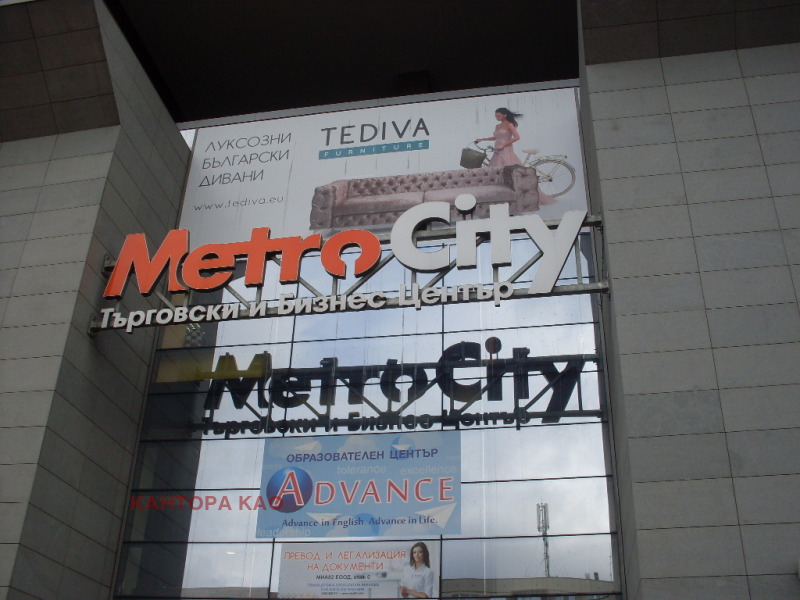 ЛУКСОЗНИ
БЪЛГАРСКИ
ДИВАНИ
www.tediva.eu
TEDIVA
FURNITURE
MetroCity
Търговски и Бизнес Център
MetroCity
Търговски и Бизнес Център
ОБРАЗОВАТЕЛЕН ЦЕНТЪР
tolerance excellence
ADVANCE
Advance in English Advance in Life.
КАНТОРА КАФ
ПРЕВОД И ЛЕГАЛИЗАЦИЯ
НА ДОКУМЕНТИ